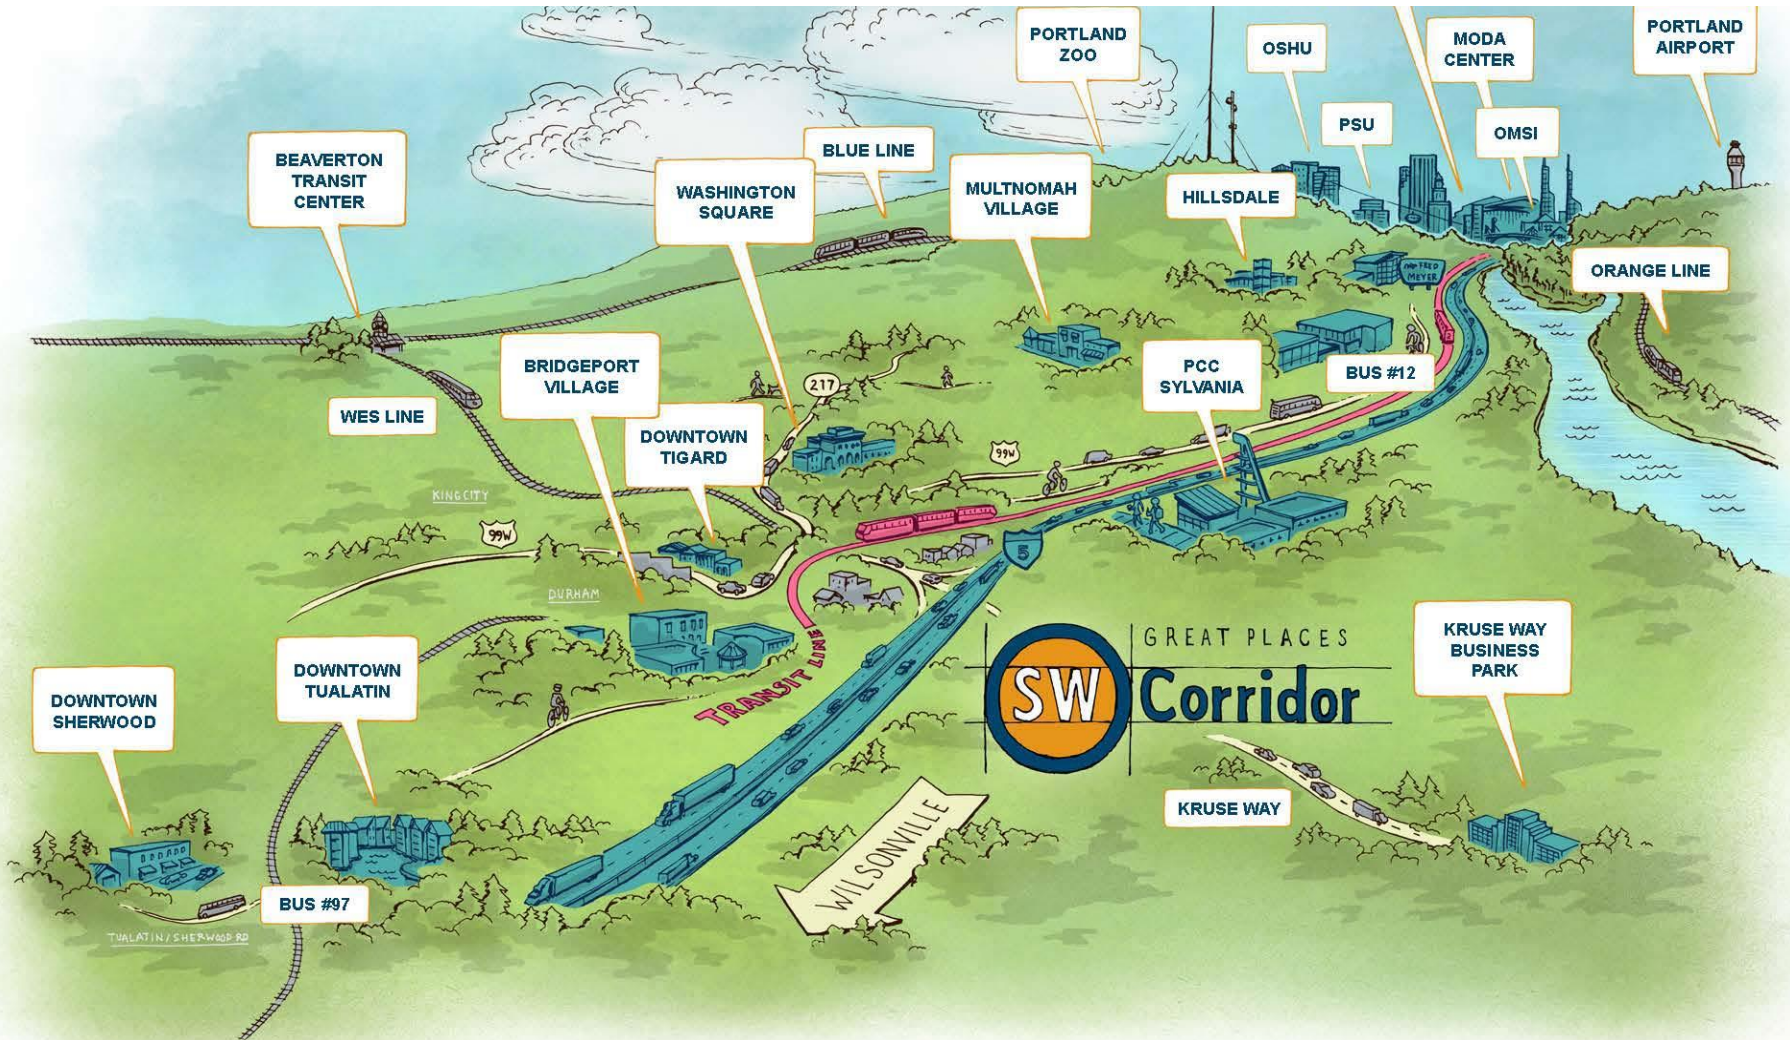 PORTLAND
ZOO
OSHU
MODA
CENTER
PORTLAND
AIRPORT
PSU
OMSI
BLUE LINE
BEAVERTON
TRANSIT
CENTER
WASHINGTON
SQUARE
MULTNOMAH
VILLAGE
HILLSDALE
ORANGE LINE
FRED
MEYER
BRIDGEPORT
VILLAGE
217
PCC
SYLVANIA
BUS #12
WES LINE
DOWNTOWN
TIGARD
99W
KING CITY
99W
5
DURHAM
TRANSIT LINE
GREAT PLACES
SW Corridor
KRUSE WAY
BUSINESS
PARK
DOWNTOWN
TUALATIN
DOWNTOWN
SHERWOOD
WILSONVILLE
KRUSE WAY
BUS #97
TUALATIN/SHERWOOD RD